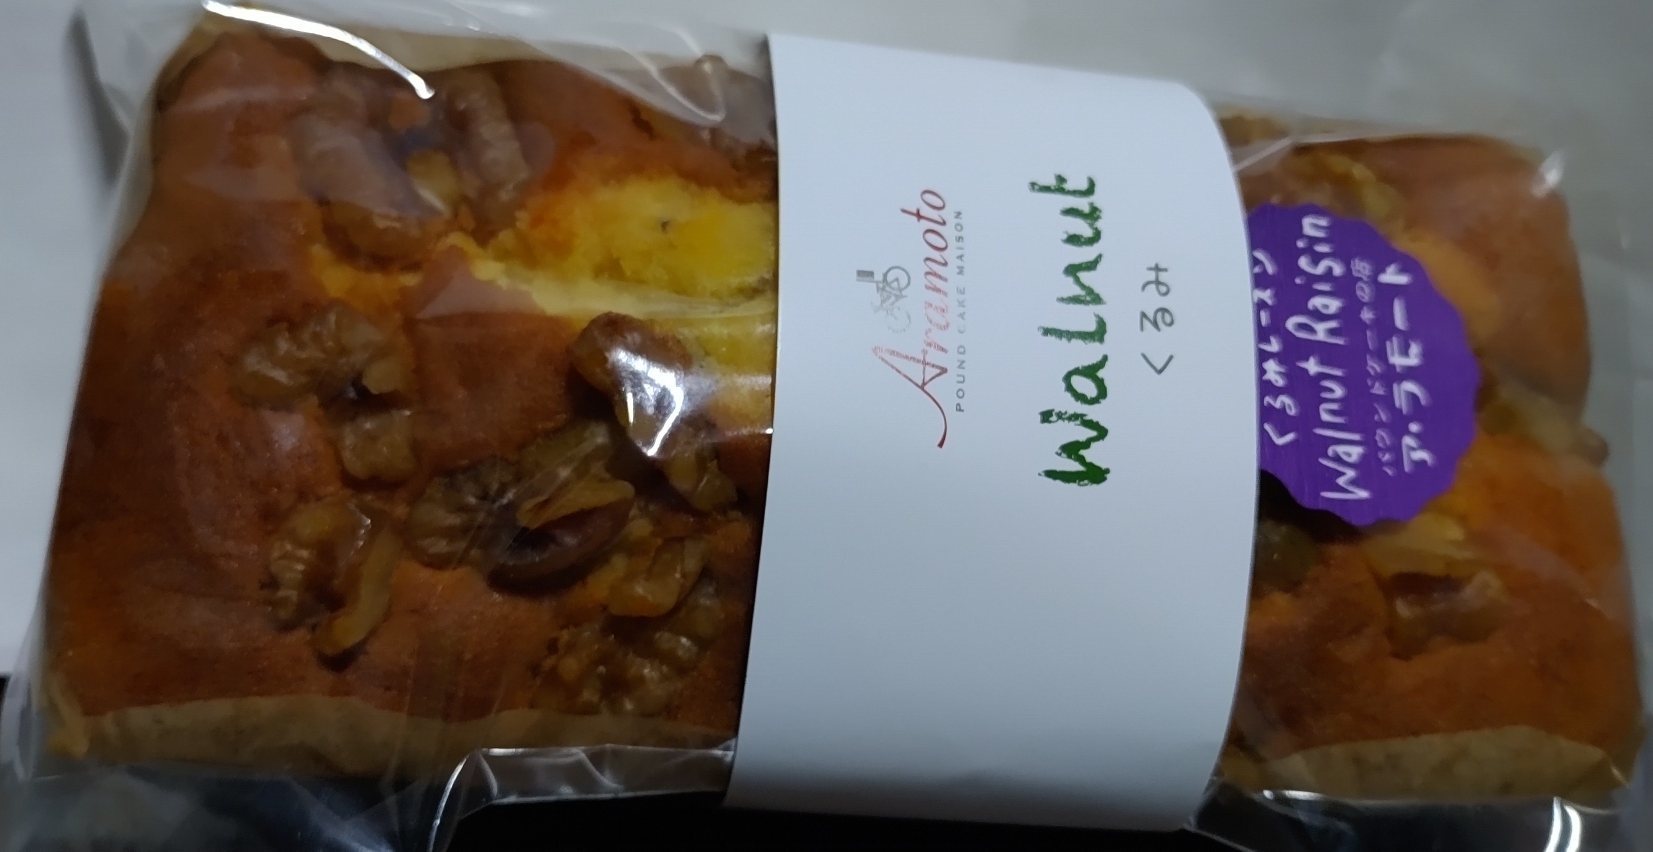 Aramoto
POUND CAKE MAISON
Walnut
くるみ
くるみレーズン
Walnut Raisin
パウンドケーキの店
ア・ラモート